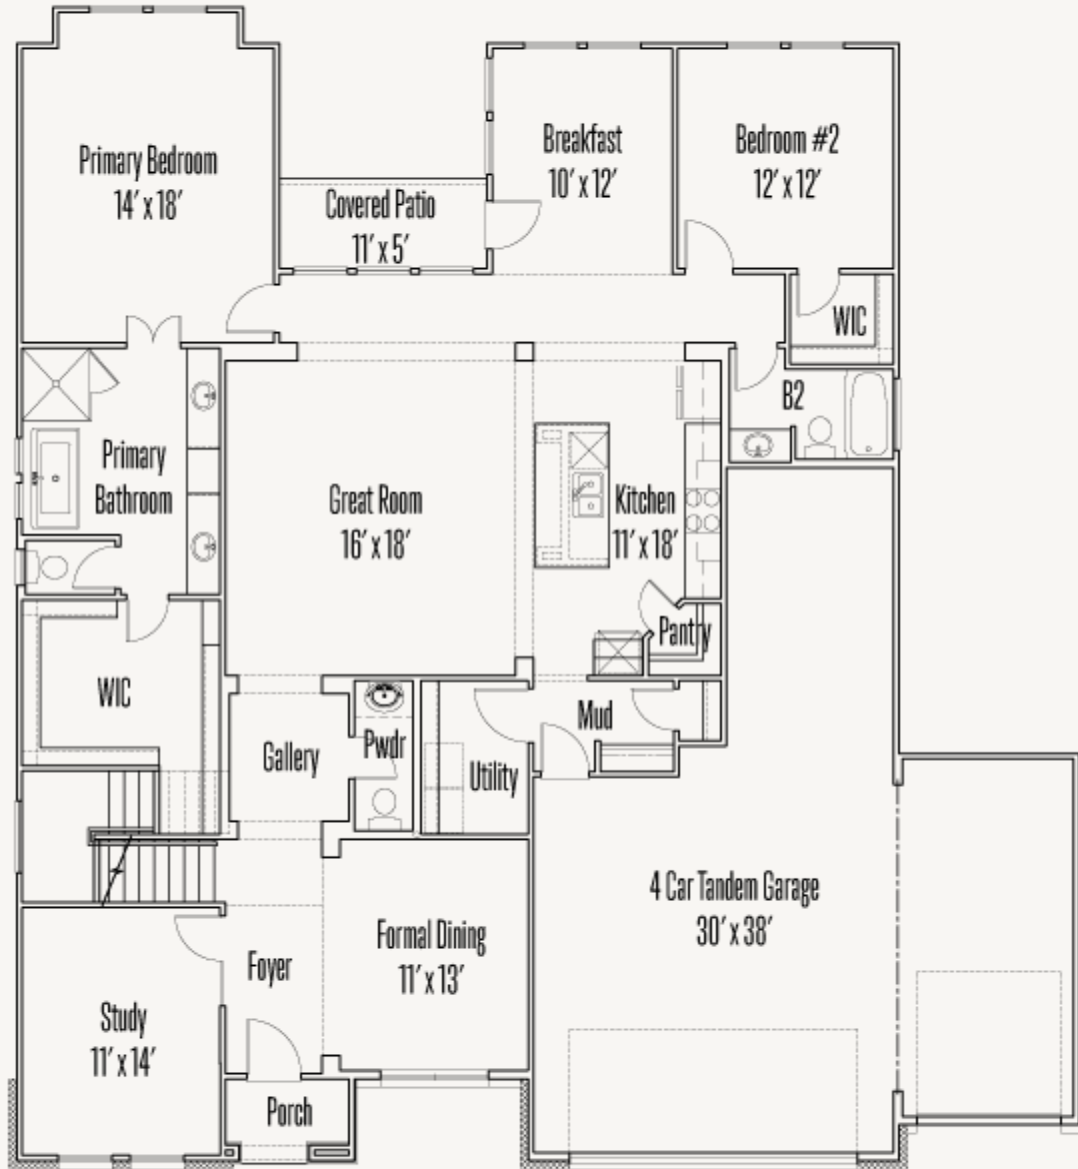 Primary Bedroom
14' x 18'
Covered Patio
11' x 5'
Breakfast
10' x 12'
Bedroom #2
12' x 12'
WIC
B2
Primary
Bathroom
Great Room
16' x 18'
Kitchen
11' x 18'
Pantry
WIC
Gallery
Pwdr
Utility
Mud
4 Car Tandem Garage
30' x 38'
Formal Dining
11' x 13'
Foyer
Study
11' x 14'
Porch